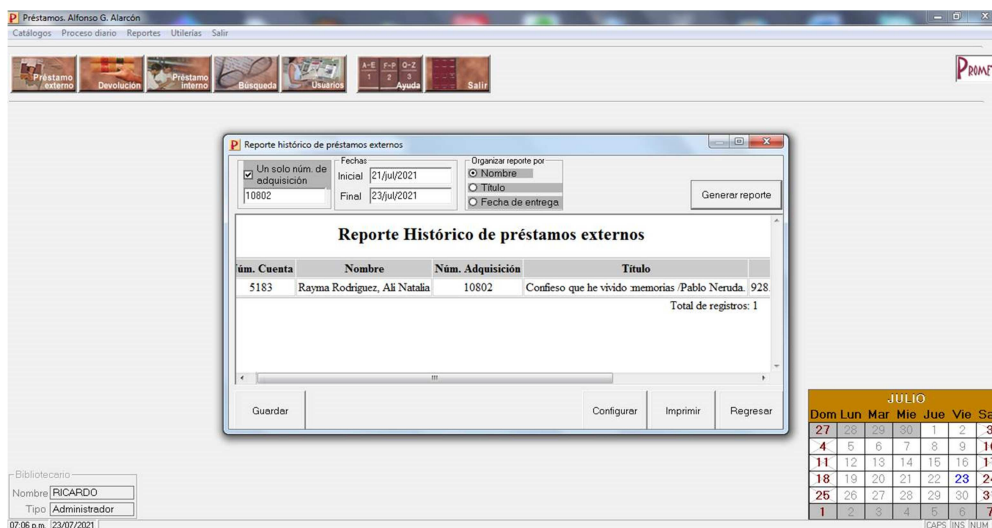 Préstamos. Alfonso G. Alarcón
Catálogos Proceso diario Reportes Utilerías Salir
Préstamo externo
Devolución
Préstamo interno
Búsqueda
Usuarios
A-E F-P Q-Z
1 2 3
Ayuda
Salir
PROMET
Reporte histórico de préstamos externos
Un solo núm. de adquisición
10802
Fechas
Inicial 21/jul/2021
Final 23/jul/2021
Organizar reporte por
Nombre
Título
Fecha de entrega
Generar reporte
Reporte Histórico de préstamos externos
úm. Cuenta Nombre Núm. Adquisición Título
5183 Rayma Rodriguez, Ali Natalia 10802 Confieso que he vivido :memorias /Pablo Neruda. 928.
Total de registros: 1
Guardar Configurar Imprimir Regresar
JULIO
Dom Lun Mar Mie Jue Vie Sa
27 28 29 30 1 2 3
4 5 6 7 8 9 10
11 12 13 14 15 16 17
18 19 20 21 22 23 24
25 26 27 28 29 30 31
1 2 3 4 5 6 7
Bibliotecario
Nombre RICARDO
Tipo Administrador
07:06 p.m. 23/07/2021 CAPS INS NUM